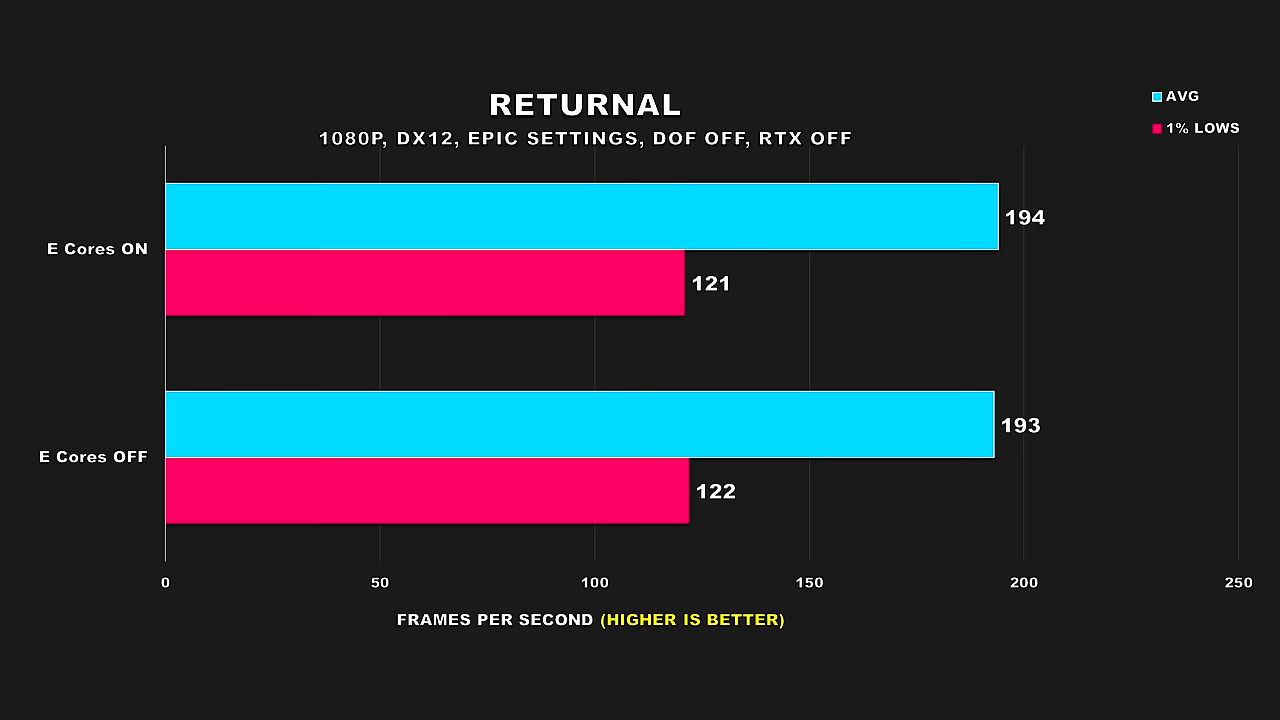 RETURNAL
1080P, DX12, EPIC SETTINGS, DOF OFF, RTX OFF
AVG
1% LOWS
E Cores ON
194
121
E Cores OFF
193
122
0 50 100 150 200 250
FRAMES PER SECOND (HIGHER IS BETTER)